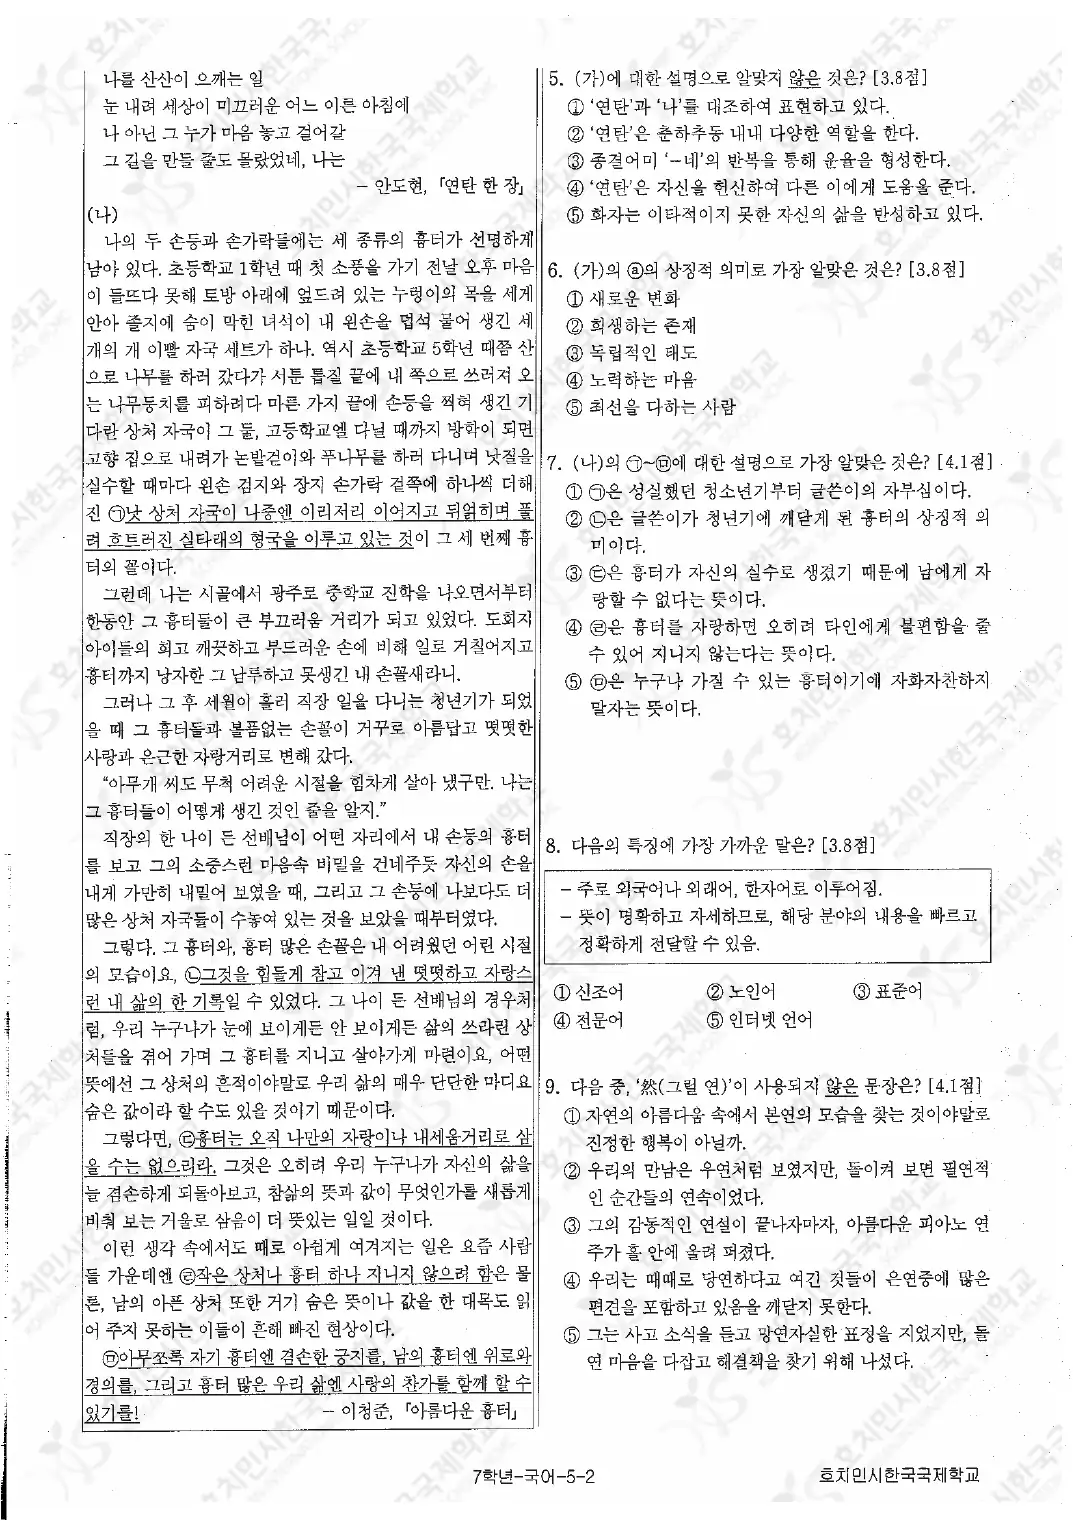 나를 산산이 으깨는 일
눈 내려 세상이 미끄러운 어느 이른 아침에
나 아닌 그 누가 마음 놓고 걸어갈
그 길을 만들 줄도 몰랐었네, 나는
- 안도현, 「연탄 한 장」
(나)
나의 두 손등과 손가락들에는 세 종류의 흉터가 선명하게
남아 있다. 초등학교 1학년 때 첫 소풍을 가기 전날 오후 마음
이 들뜨다 못해 토방 아래에 엎드려 있는 누렁이의 목을 세게
안아 졸지에 숨이 막힌 녀석이 내 왼손을 덥석 물어 생긴 세
개의 개 이빨 자국 세트가 하나. 역시 초등학교 5학년 때쯤 산
으로 나무를 하러 갔다가 서툰 톱질 끝에 내 쪽으로 쓰러져 오
는 나무둥치를 피하려다 마른 가지 끝에 손등을 찍혀 생긴 기
다란 상처 자국이 그 둘, 고등학교엘 다닐 때까지 방학이 되면
고향 집으로 내려가 논밭걷이와 푸나무를 하러 다니며 낫질을
실수할 때마다 왼손 검지와 장지 손가락 겉쪽에 하나씩 더해
진 ㉠낫 상처 자국이 나중엔 이리저리 이어지고 뒤얽히며 풀
려 흐트러진 실타래의 형국을 이루고 있는 것이 그 세 번째 흉
터의 꼴이다.
그런데 나는 시골에서 광주로 중학교 진학을 나오면서부터
한동안 그 흉터들이 큰 부끄러움 거리가 되고 있었다. 도회지
아이들의 희고 깨끗하고 부드러운 손에 비해 일로 거칠어지고
흉터까지 낭자한 그 남루하고 못생긴 내 손꼴새라니.
그러나 그 후 세월이 흘러 직장 일을 다니는 청년기가 되었
을 때 그 흉터들과 볼품없는 손꼴이 거꾸로 아름답고 떳떳한
사랑과 은근한 자랑거리로 변해 갔다.
“아무개 씨도 무척 어려운 시절을 힘차게 살아 냈구만. 나는
그 흉터들이 어떻게 생긴 것인 줄을 알지.”
직장의 한 나이 든 선배님이 어떤 자리에서 내 손등의 흉터
를 보고 그의 소중스런 마음속 비밀을 건네주듯 자신의 손을
내게 가만히 내밀어 보였을 때, 그리고 그 손등에 나보다도 더
많은 상처 자국들이 수놓여 있는 것을 보았을 때부터였다.
그렇다. 그 흉터와, 흉터 많은 손꼴은 내 어려웠던 어린 시절
의 모습이요, ㉡그것을 힘들게 참고 이겨 낸 떳떳하고 자랑스
런 내 삶의 한 기록일 수 있었다. 그 나이 든 선배님의 경우처
럼, 우리 누구나가 눈에 보이게든 안 보이게든 삶의 쓰라린 상
처들을 겪어 가며 그 흉터를 지니고 살아가게 마련이요, 어떤
뜻에선 그 상처의 흔적이야말로 우리 삶의 매우 단단한 마디요
숨은 값이라 할 수도 있을 것이기 때문이다.
그렇다면, ㉢흉터는 오직 나만의 자랑이나 내세움거리로 삼
을 수는 없으리라. 그것은 오히려 우리 누구나가 자신의 삶을
늘 겸손하게 되돌아보고, 참삶의 뜻과 값이 무엇인가를 새롭게
비춰 보는 거울로 삼음이 더 뜻있는 일일 것이다.
이런 생각 속에서도 때로 아쉽게 여겨지는 일은 요즘 사람
들 가운데엔 ㉣작은 상처나 흉터 하나 지니지 않으려 함은 물
론, 남의 아픈 상처 또한 거기 숨은 뜻이나 값을 한 대목도 읽
어 주지 못하는 이들이 흔해 빠진 현상이다.
㉤아무쪼록 자기 흉터엔 겸손한 긍지를, 남의 흉터엔 위로와
경의를, 그리고 흉터 많은 우리 삶엔 사랑의 찬가를 함께 할 수
있기를!
- 이청준, 「아름다운 흉터」
5. (가)에 대한 설명으로 알맞지 않은 것은? [3.8점]
① ‘연탄’과 ‘나’를 대조하여 표현하고 있다.
② ‘연탄’은 춘하추동 내내 다양한 역할을 한다.
③ 종결어미 ‘-네’의 반복을 통해 운율을 형성한다.
④ ‘연탄’은 자신을 헌신하여 다른 이에게 도움을 준다.
⑤ 화자는 이타적이지 못한 자신의 삶을 반성하고 있다.
6. (가)의 ⓐ의 상징적 의미로 가장 알맞은 것은? [3.8점]
① 새로운 변화
② 희생하는 존재
③ 독립적인 태도
④ 노력하는 마음
⑤ 최선을 다하는 사람
7. (나)의 ㉠~㉤에 대한 설명으로 가장 알맞은 것은? [4.1점]
① ㉠은 성실했던 청소년기부터 글쓴이의 자부심이다.
② ㉡은 글쓴이가 청년기에 깨닫게 된 흉터의 상징적 의
미이다.
③ ㉢은 흉터가 자신의 실수로 생겼기 때문에 남에게 자
랑할 수 없다는 뜻이다.
④ ㉣은 흉터를 자랑하면 오히려 타인에게 불편함을 줄
수 있어 지니지 않는다는 뜻이다.
⑤ ㉤은 누구나 가질 수 있는 흉터이기에 자화자찬하지
말자는 뜻이다.
8. 다음의 특징에 가장 가까운 말은? [3.8점]
- 주로 외국어나 외래어, 한자어로 이루어짐.
- 뜻이 명확하고 자세하므로, 해당 분야의 내용을 빠르고
정확하게 전달할 수 있음.
① 신조어 ② 노인어 ③ 표준어
④ 전문어 ⑤ 인터넷 언어
9. 다음 중, ‘然(그럴 연)’이 사용되지 않은 문장은? [4.1점]
① 자연의 아름다움 속에서 본연의 모습을 찾는 것이야말로
진정한 행복이 아닐까.
② 우리의 만남은 우연처럼 보였지만, 돌이켜 보면 필연적
인 순간들의 연속이었다.
③ 그의 감동적인 연설이 끝나자마자, 아름다운 피아노 연
주가 홀 안에 울려 퍼졌다.
④ 우리는 때때로 당연하다고 여긴 것들이 은연중에 많은
편견을 포함하고 있음을 깨닫지 못한다.
⑤ 그는 사고 소식을 듣고 망연자실한 표정을 지었지만, 돌
연 마음을 다잡고 해결책을 찾기 위해 나섰다.
7학년-국어-5-2
호치민시한국국제학교